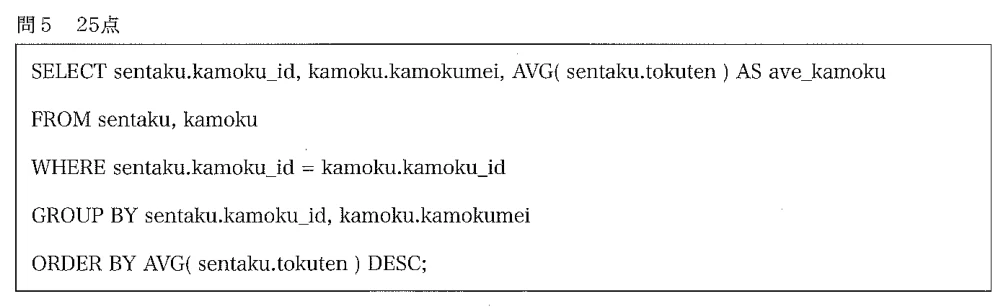 問5 25点
SELECT sentaku.kamoku_id, kamoku.kamokumei, AVG( sentaku.tokuten ) AS ave_kamoku
FROM sentaku, kamoku
WHERE sentaku.kamoku_id = kamoku.kamoku_id
GROUP BY sentaku.kamoku_id, kamoku.kamokumei
ORDER BY AVG( sentaku.tokuten ) DESC;